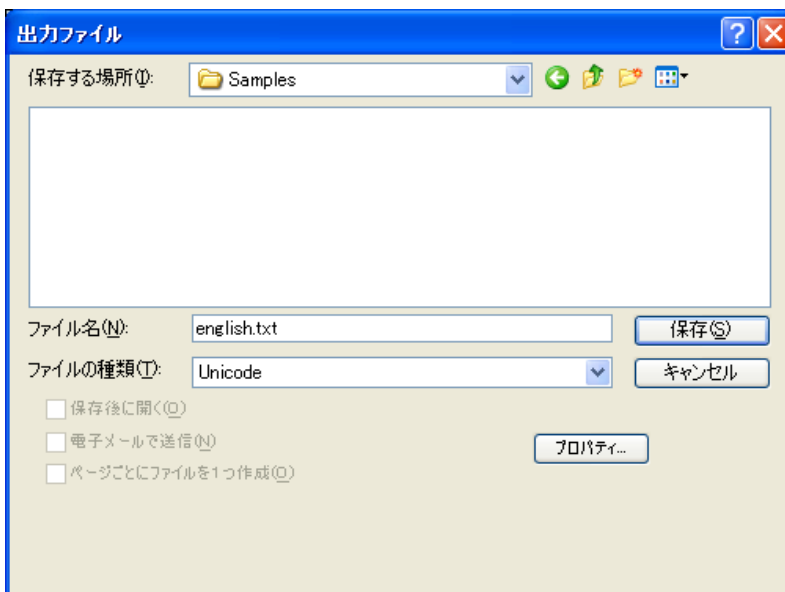 出力ファイル
保存する場所(I):
Samples
ファイル名(N):
english.txt
保存(S)
ファイルの種類(T):
Unicode
キャンセル
保存後に開く(O)
電子メールで送信(N)
プロパティ...
ページごとにファイルを1つ作成(O)